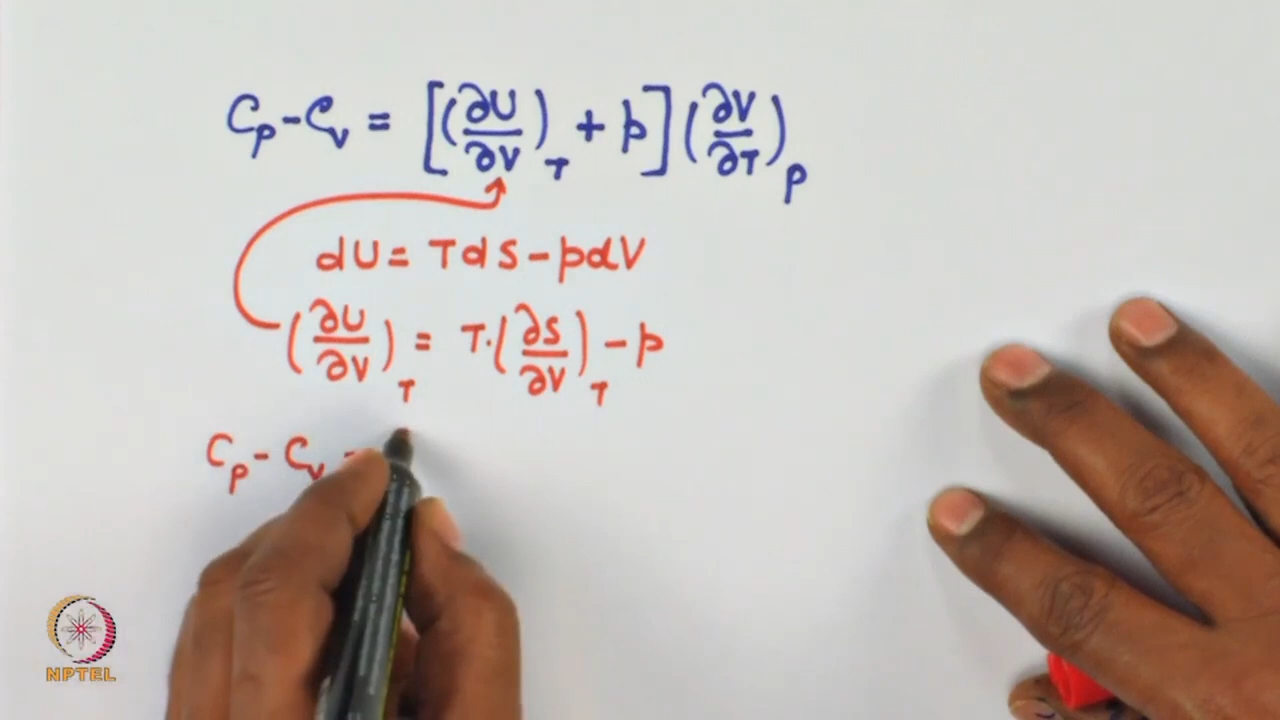 Cp - Cv = [(∂U/∂V)T + p](∂V/∂T)p
dU = TdS - pdV
(∂U/∂V)T = T·(∂S/∂V)T - p
Cp - Cv =
NPTEL